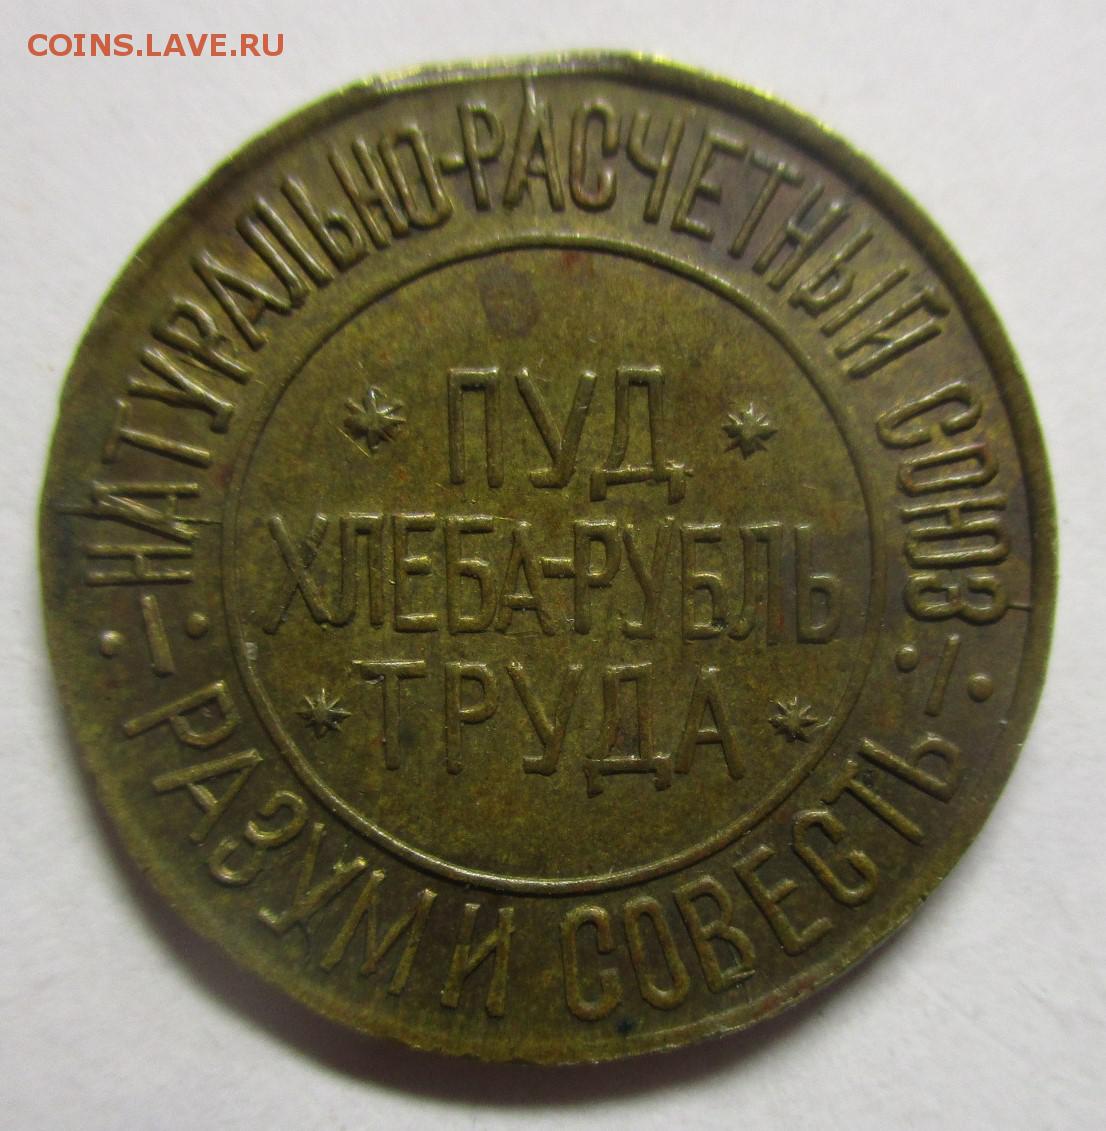 COINS.LAVE.RU
НАТУРАЛЬНО-РАСЧЕТНЫЙ СОЮЗ
ПУД
ХЛЕБА-РУБЛЬ
ТРУДА
РАЗУМ И СОВЕСТЬ